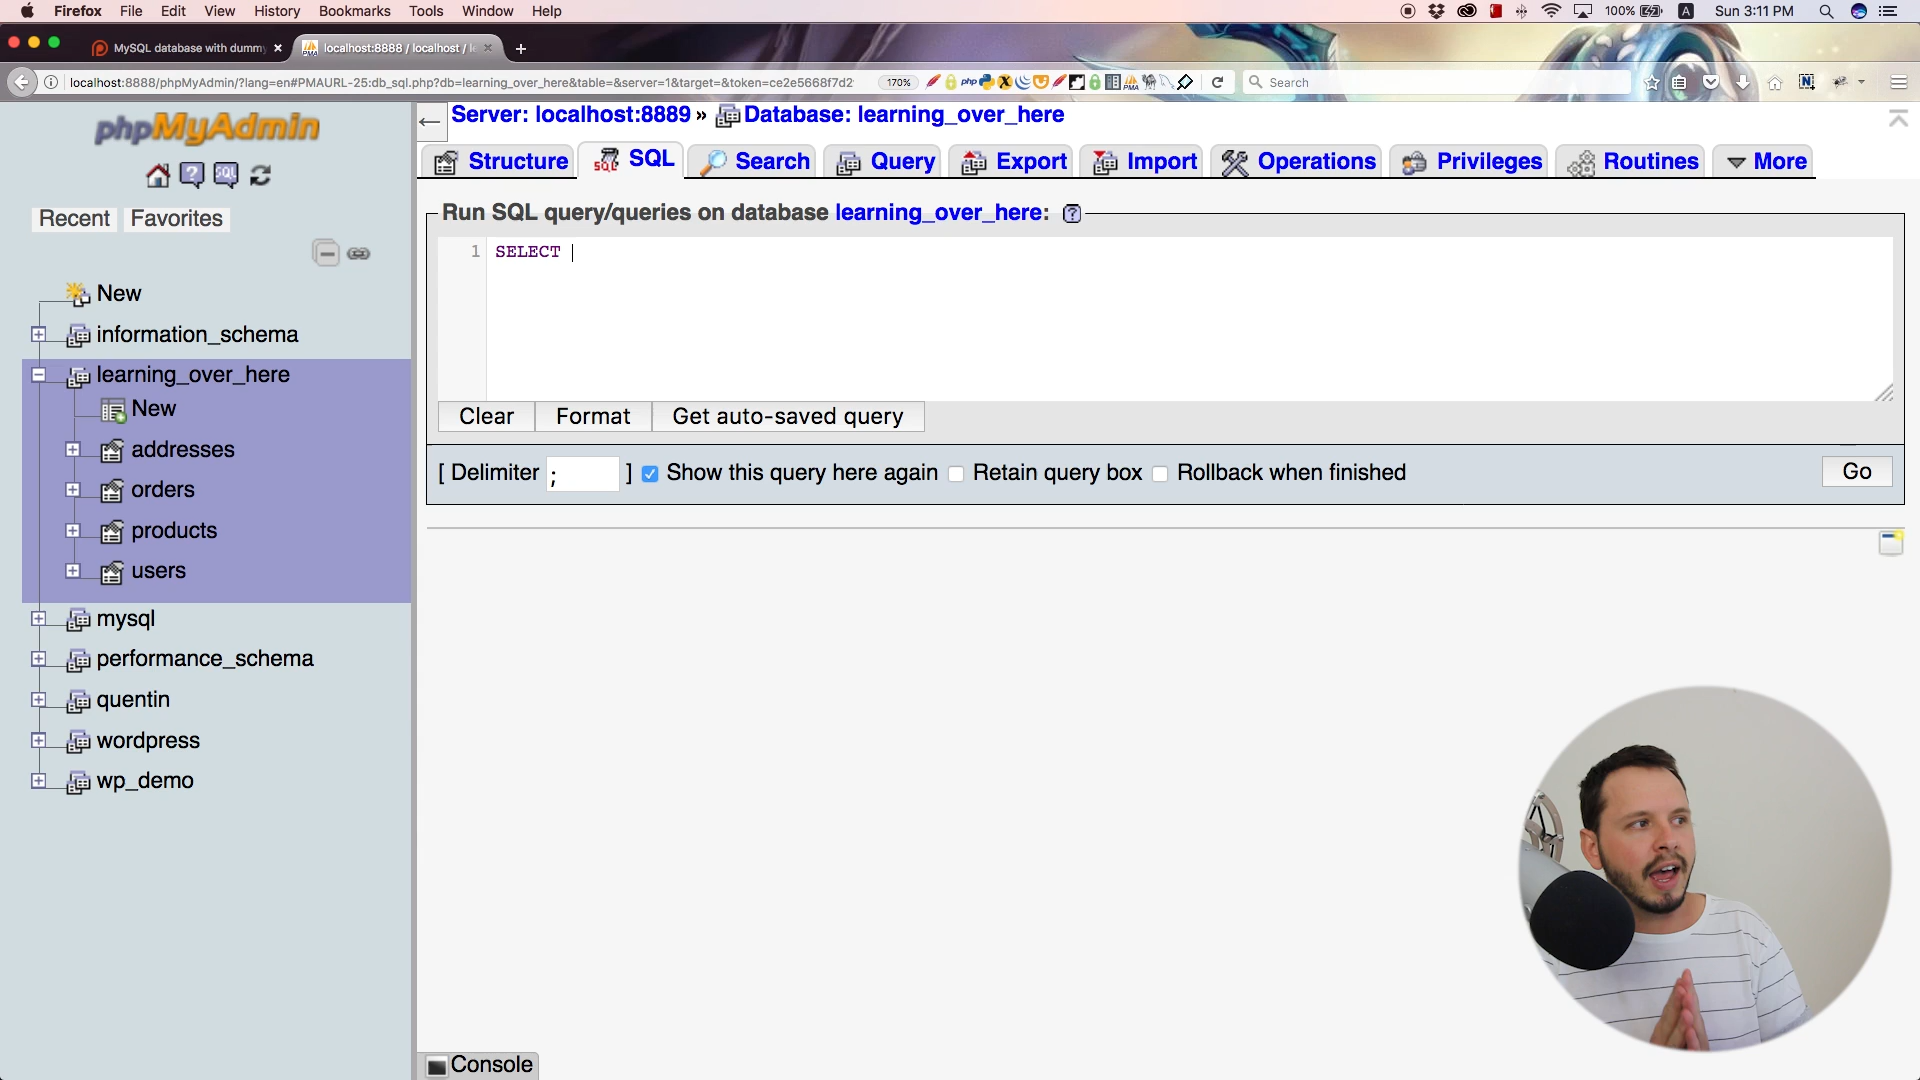 Firefox File Edit View History Bookmarks Tools Window Help 100% A Sun 3:11 PM
MySQL database with dummy localhost:8888 / localhost / le
localhost:8888/phpMyAdmin/?lang=en#PMAURL-25:db_sql.php?db=learning_over_here&table=&server=1&target=&token=ce2e5668f7d2 170% php PMA Search
phpMyAdmin
Server: localhost:8889 » Database: learning_over_here
Structure SQL Search Query Export Import Operations Privileges Routines More
Recent Favorites
Run SQL query/queries on database learning_over_here:
1 SELECT
New
information_schema
learning_over_here
New
addresses
orders
products
users
mysql
performance_schema
quentin
wordpress
wp_demo
Clear Format Get auto-saved query
[ Delimiter ; ] Show this query here again Retain query box Rollback when finished Go
Console